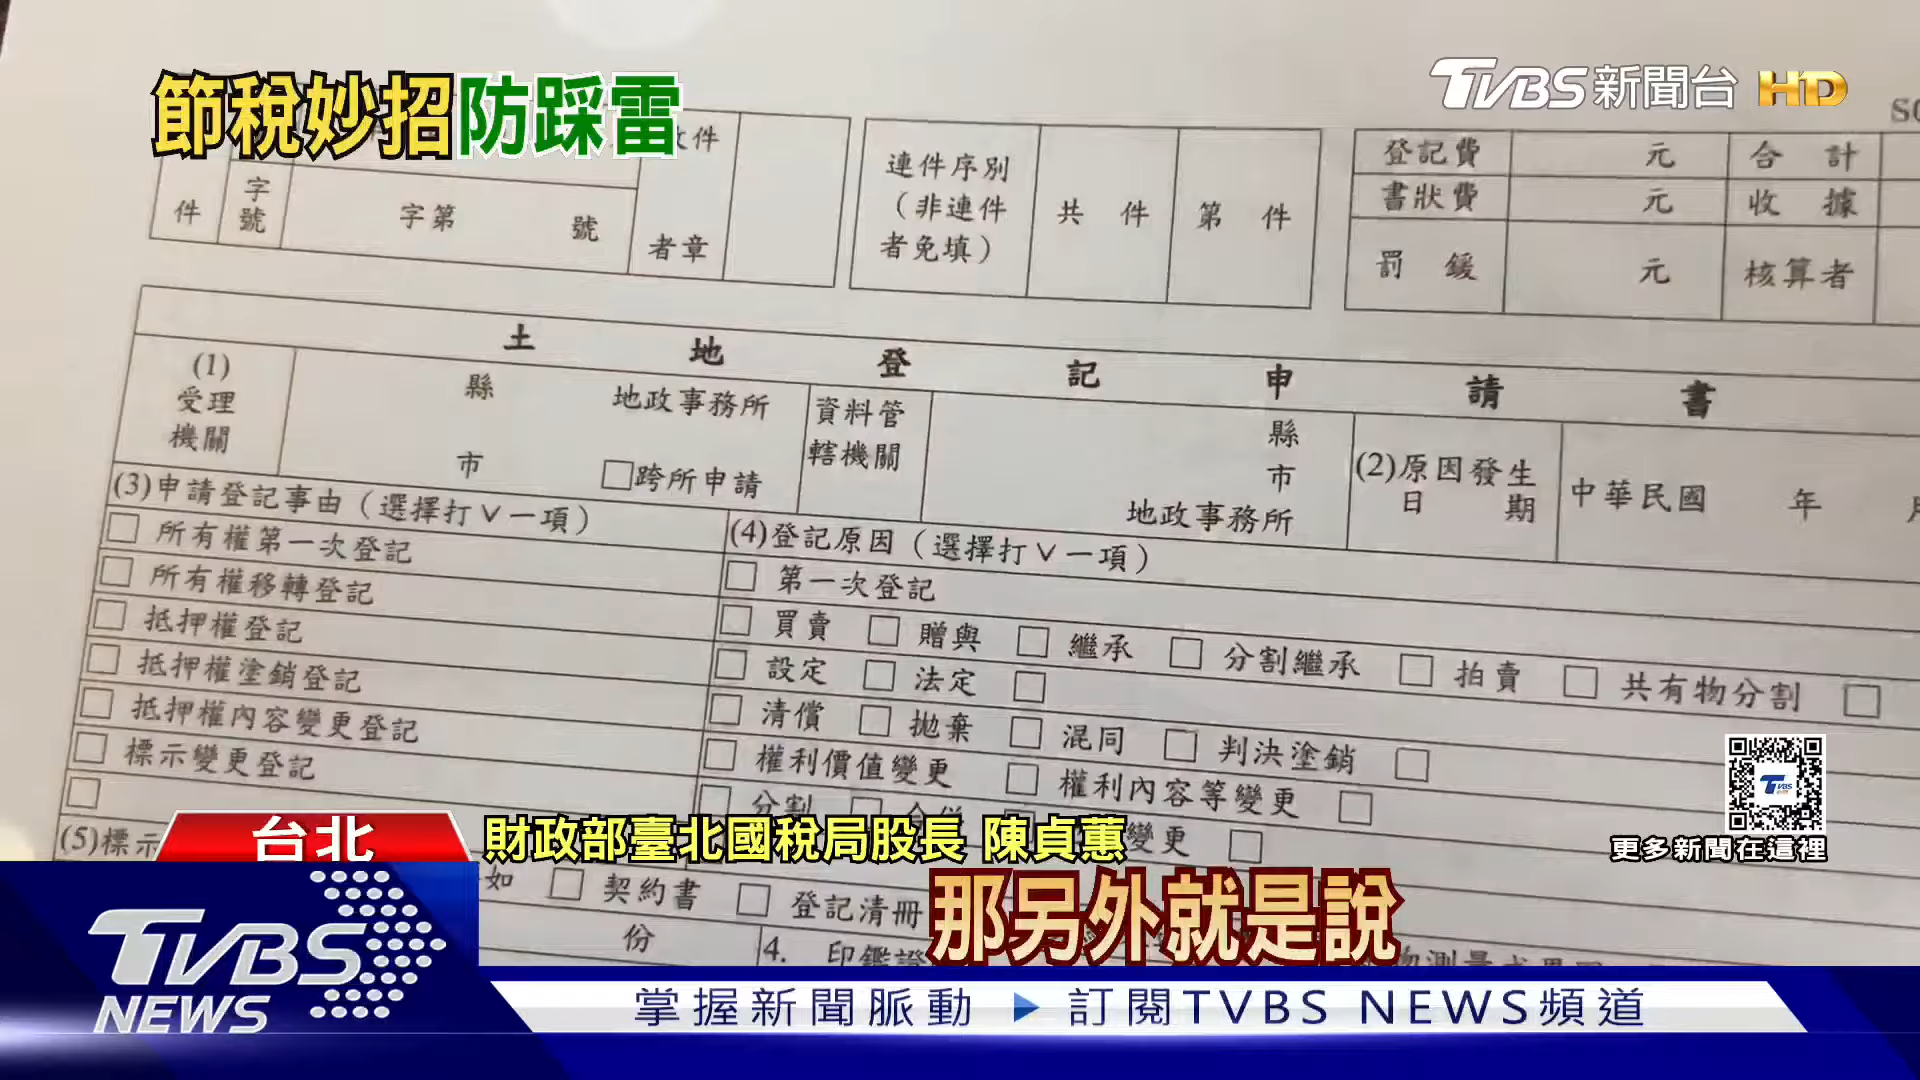 節稅妙招防踩雷
TVBS新聞台 HD
件 字號 字第 號 件 者章
連件序別（非連件者免填） 共 件 第 件
登記費 元 合 計
書狀費 元 收 據
罰 鍰 元 核算者
土地登記申請書
(1)受理機關 縣 市 地政事務所 □跨所申請
資料管轄機關 縣 市 地政事務所
(2)原因發生日期 中華民國 年
(3)申請登記事由（選擇打∨一項）
(4)登記原因（選擇打∨一項）
□ 所有權第一次登記
□ 第一次登記
□ 所有權移轉登記
□ 買賣 □ 贈與 □ 繼承 □ 分割繼承 □ 拍賣 □ 共有物分割 □
□ 抵押權登記
□ 設定 □ 法定 □
□ 抵押權塗銷登記
□ 清償 □ 拋棄 □ 混同 □ 判決塗銷 □
□ 抵押權內容變更登記
□ 權利價值變更 □ 權利內容等變更 □
□ 標示變更登記
□ 分割 變更 □
□
(5)標示
如 □ 契約書 □ 登記清冊
份 4. 印鑑證
TVBS
更多新聞在這裡
台北
財政部臺北國稅局股長 陳貞蕙
那另外就是說
TVBS NEWS
掌握新聞脈動 ▶ 訂閱TVBS NEWS頻道